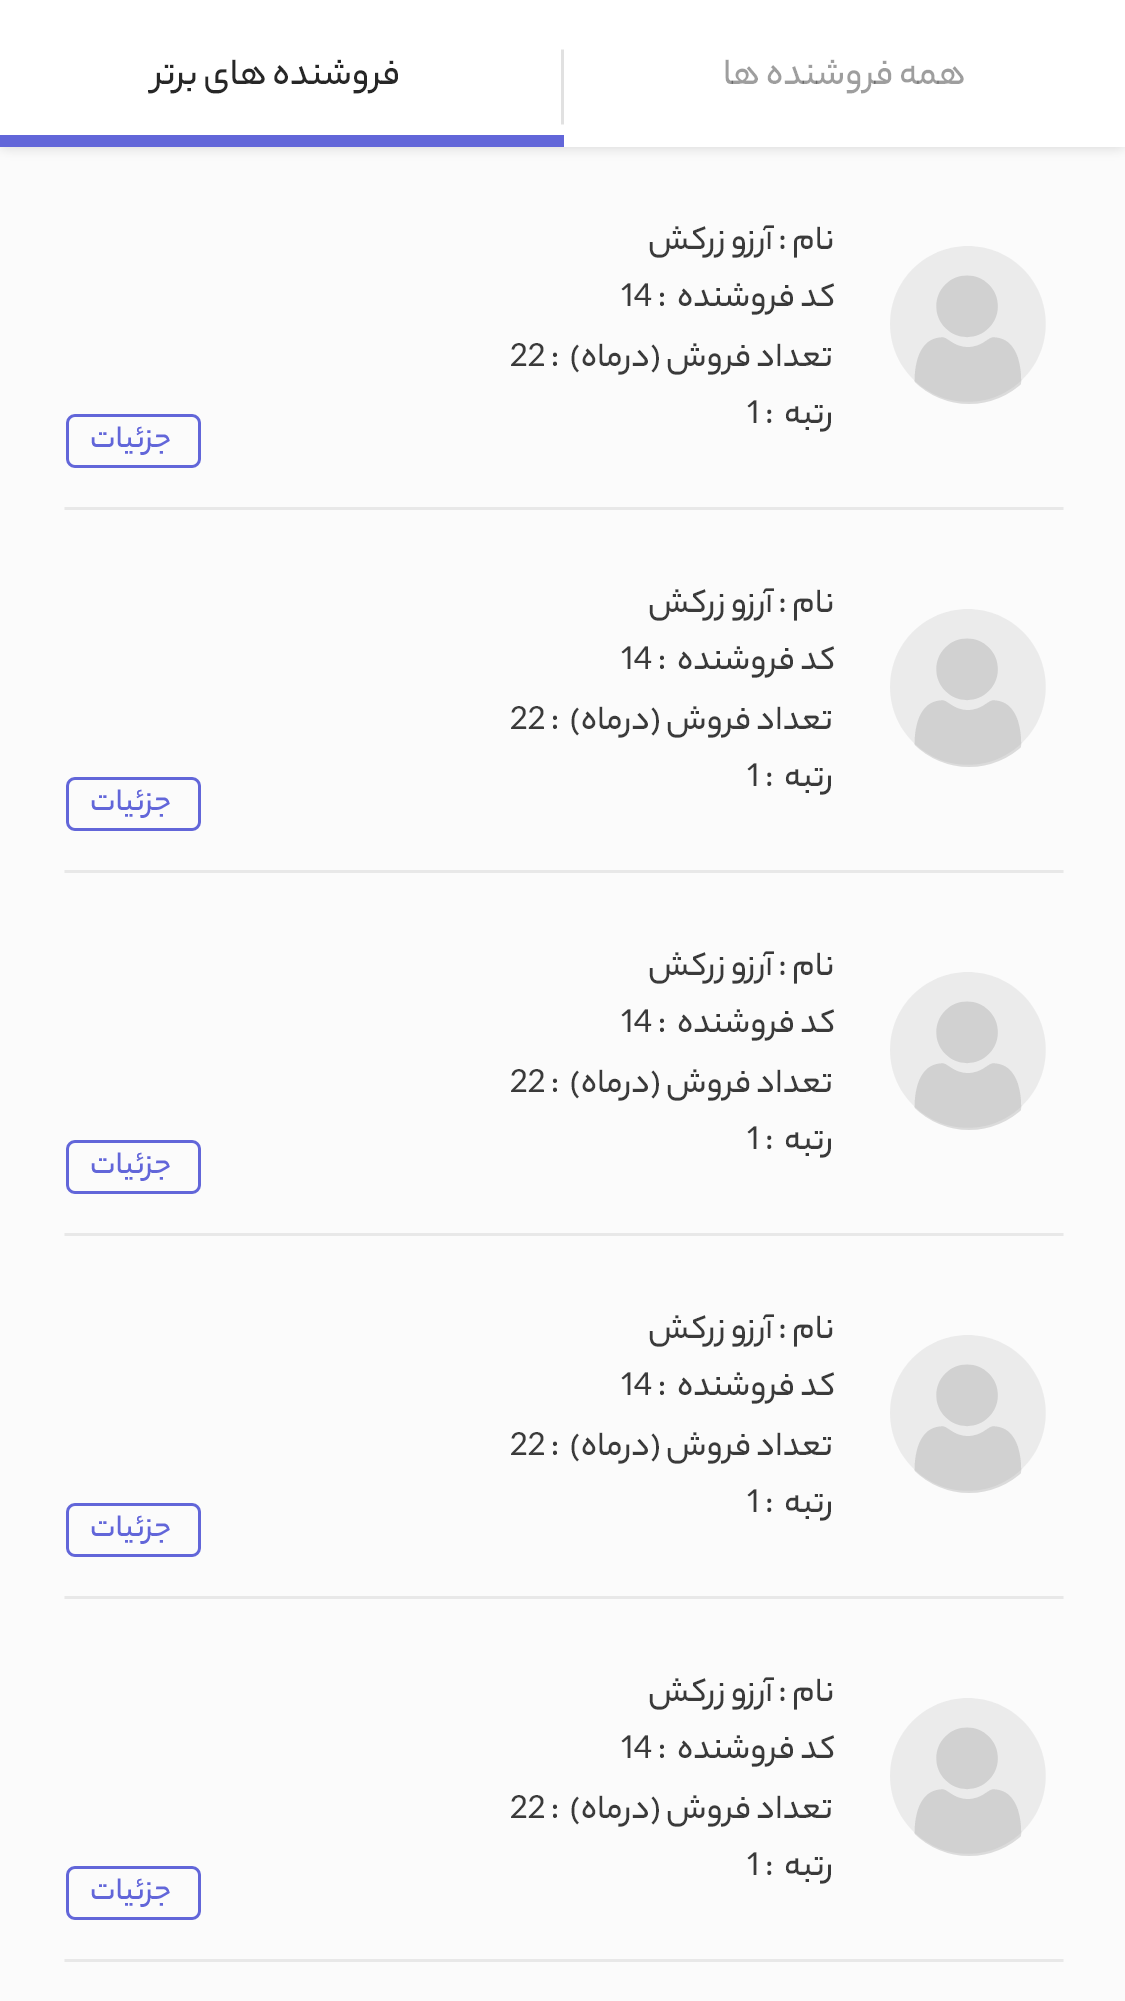 همه فروشنده ها
فروشنده های برتر
نام : آرزو زرکش
کد فروشنده : 14
تعداد فروش (درماه) : 22
رتبه : 1
جزئیات
نام : آرزو زرکش
کد فروشنده : 14
تعداد فروش (درماه) : 22
رتبه : 1
جزئیات
نام : آرزو زرکش
کد فروشنده : 14
تعداد فروش (درماه) : 22
رتبه : 1
جزئیات
نام : آرزو زرکش
کد فروشنده : 14
تعداد فروش (درماه) : 22
رتبه : 1
جزئیات
نام : آرزو زرکش
کد فروشنده : 14
تعداد فروش (درماه) : 22
رتبه : 1
جزئیات